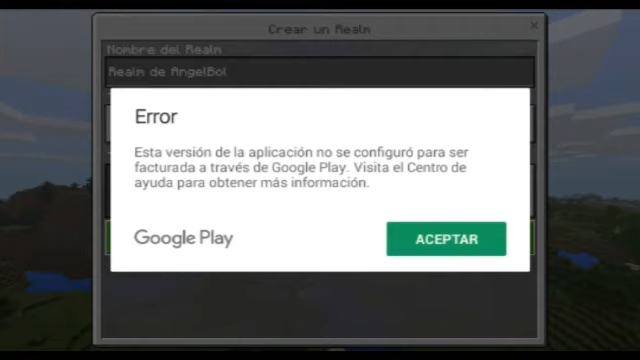 Crear un Realm
Nombre del Realm
Realm de AngelBol
Error
Esta versión de la aplicación no se configuró para ser
facturada a través de Google Play. Visita el Centro de
ayuda para obtener más información.
Google Play
ACEPTAR